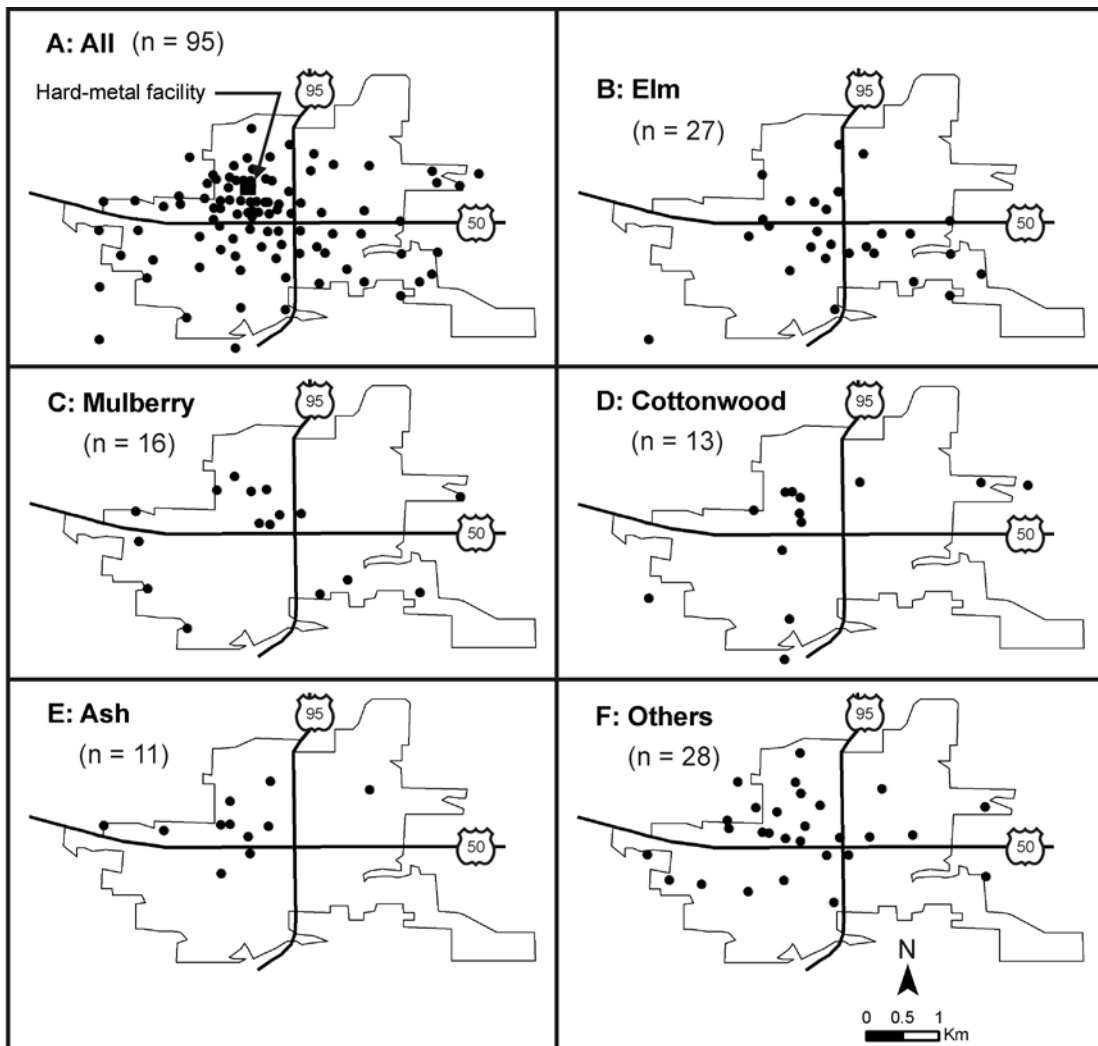 A: All (n = 95)
Hard-metal facility
95
50
B: Elm
(n = 27)
95
50
C: Mulberry
(n = 16)
95
50
D: Cottonwood
(n = 13)
95
50
E: Ash
(n = 11)
95
50
F: Others
(n = 28)
95
50
N
0 0.5 1
Km